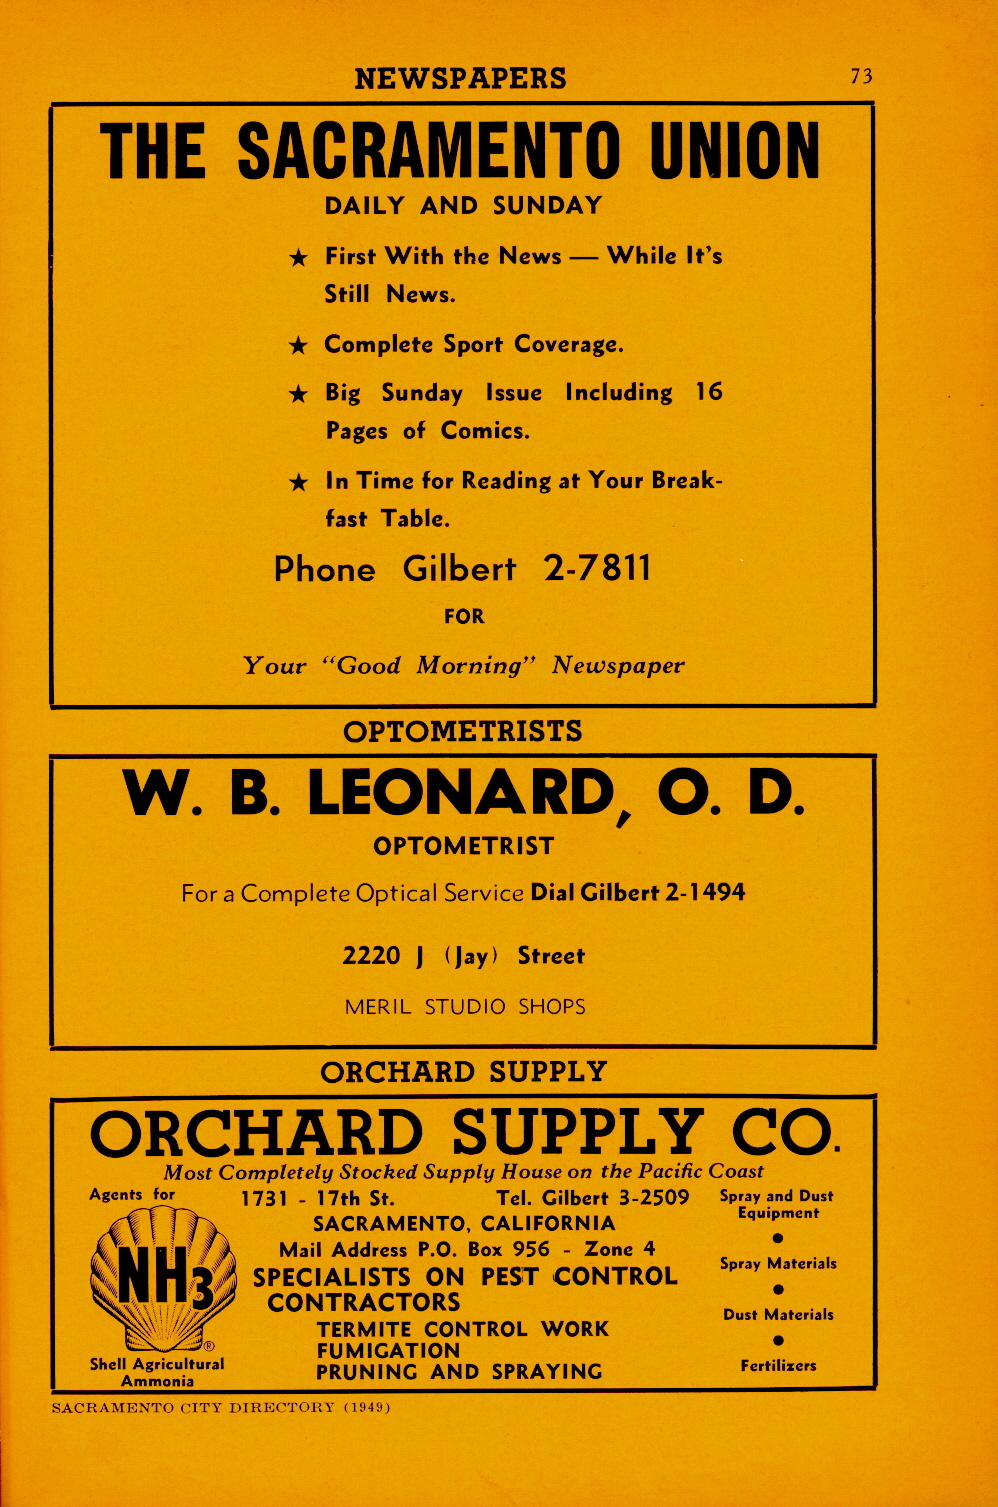 NEWSPAPERS
73
THE SACRAMENTO UNION
DAILY AND SUNDAY
★ First With the News — While It's
Still News.
★ Complete Sport Coverage.
★ Big Sunday Issue Including 16
Pages of Comics.
★ In Time for Reading at Your Break-
fast Table.
Phone Gilbert 2-7811
FOR
Your "Good Morning" Newspaper
OPTOMETRISTS
W. B. LEONARD, O. D.
OPTOMETRIST
For a Complete Optical Service Dial Gilbert 2-1494
2220 J (Jay) Street
MERIL STUDIO SHOPS
ORCHARD SUPPLY
ORCHARD SUPPLY CO.
Most Completely Stocked Supply House on the Pacific Coast
Agents for
NH3
®
Shell Agricultural
Ammonia
1731 - 17th St. Tel. Gilbert 3-2509
SACRAMENTO, CALIFORNIA
Mail Address P.O. Box 956 - Zone 4
SPECIALISTS ON PEST CONTROL
CONTRACTORS
TERMITE CONTROL WORK
FUMIGATION
PRUNING AND SPRAYING
Spray and Dust
Equipment
●
Spray Materials
●
Dust Materials
●
Fertilizers
SACRAMENTO CITY DIRECTORY (1949)